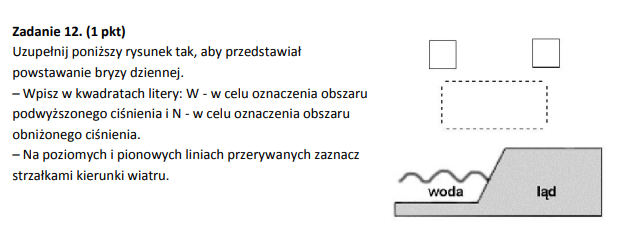 Zadanie 12. (1 pkt)
Uzupełnij poniższy rysunek tak, aby przedstawiał
powstawanie bryzy dziennej.
– Wpisz w kwadratach litery: W - w celu oznaczenia obszaru
podwyższonego ciśnienia i N - w celu oznaczenia obszaru
obniżonego ciśnienia.
– Na poziomych i pionowych liniach przerywanych zaznacz
strzałkami kierunki wiatru.
woda
ląd